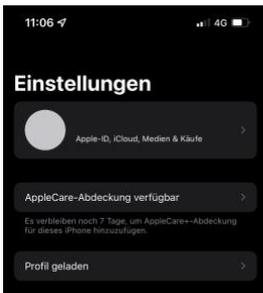 11:06
4G
Einstellungen
Apple-ID, iCloud, Medien & Käufe
AppleCare-Abdeckung verfügbar
Es verbleiben noch 7 Tage, um AppleCare+-Abdeckung
für dieses iPhone hinzuzufügen.
Profil geladen